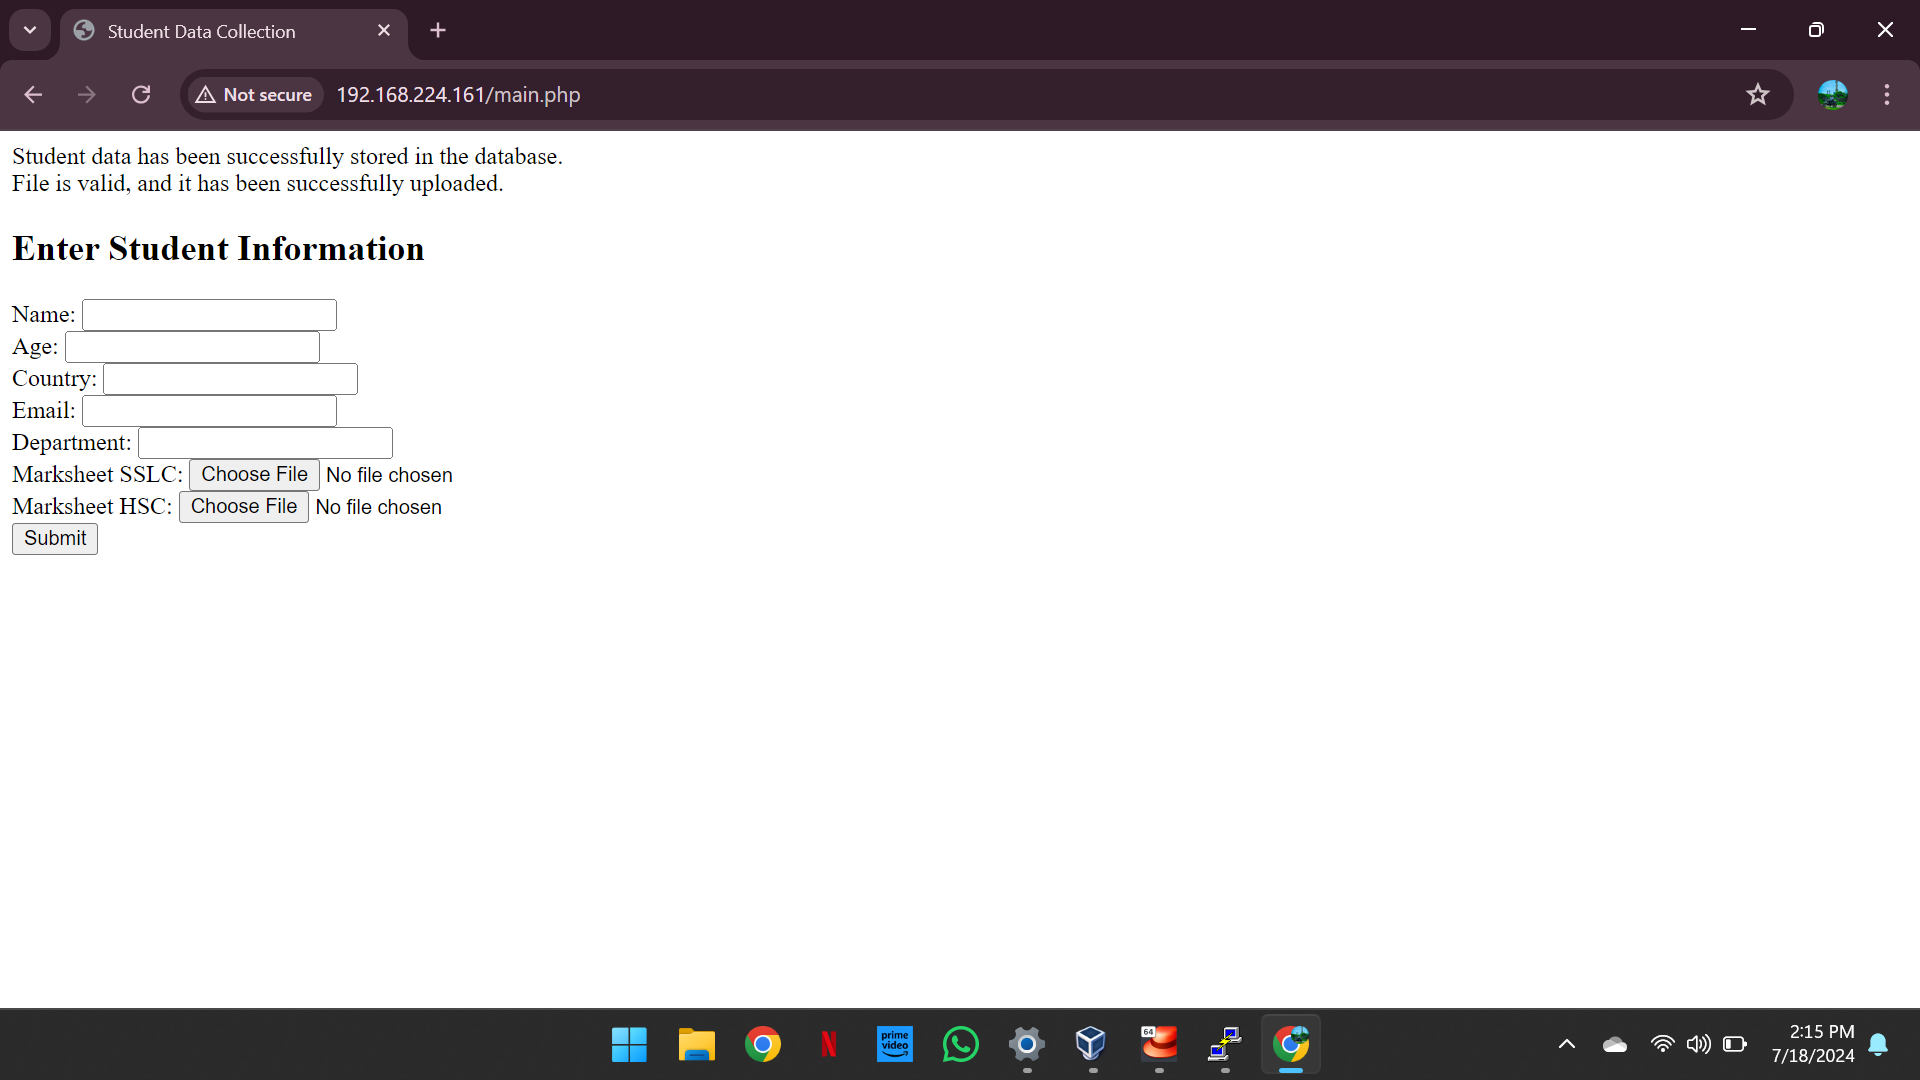 Student Data Collection
Not secure
192.168.224.161/main.php
Student data has been successfully stored in the database.
File is valid, and it has been successfully uploaded.
Enter Student Information
Name:
Age:
Country:
Email:
Department:
Marksheet SSLC: Choose File No file chosen
Marksheet HSC: Choose File No file chosen
Submit
N
prime
video
64
2:15 PM
7/18/2024